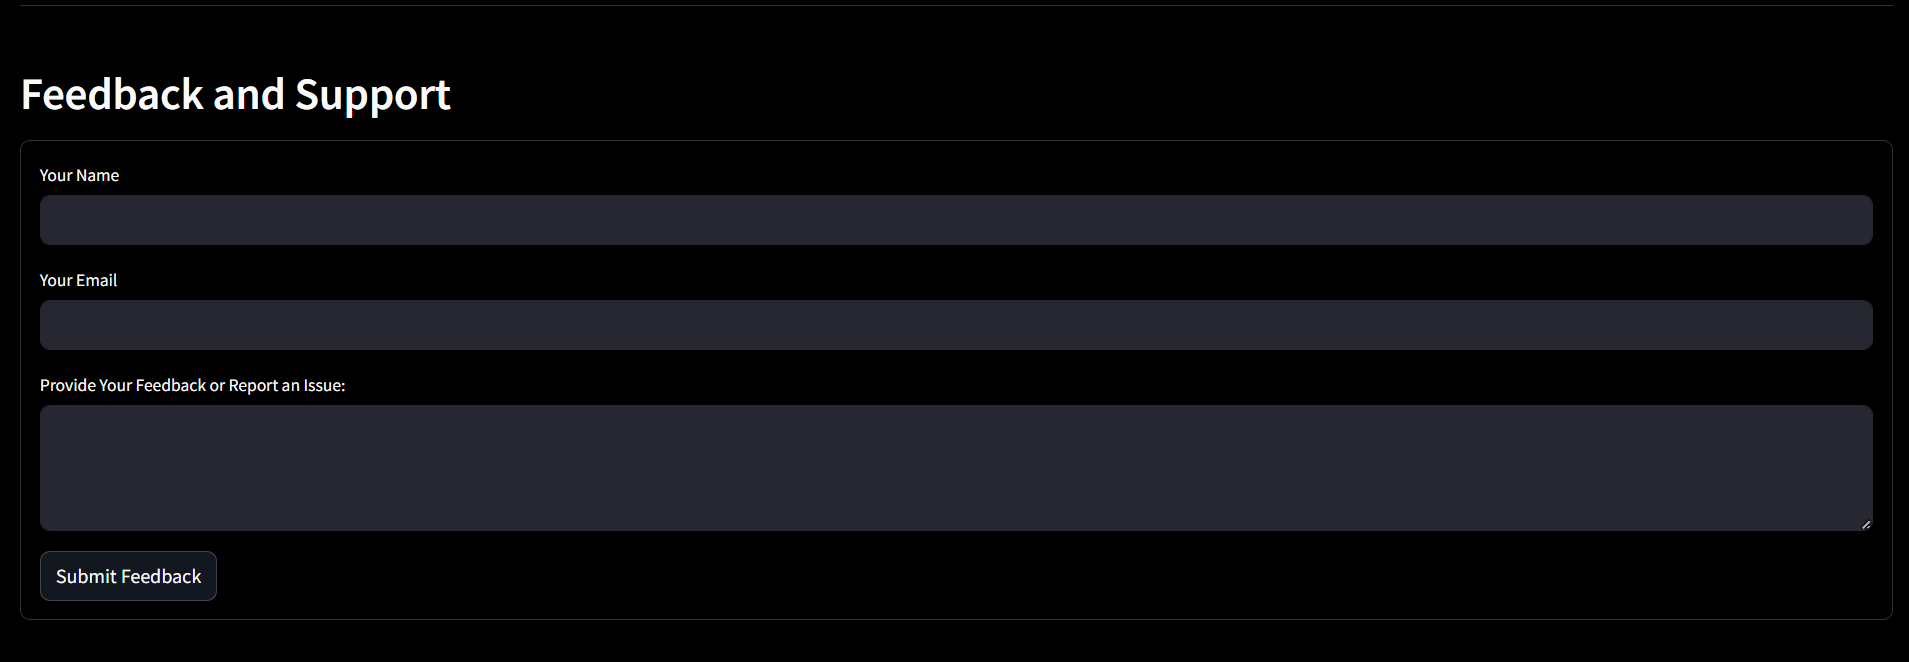 Feedback and Support
Your Name
Your Email
Provide Your Feedback or Report an Issue:
Submit Feedback